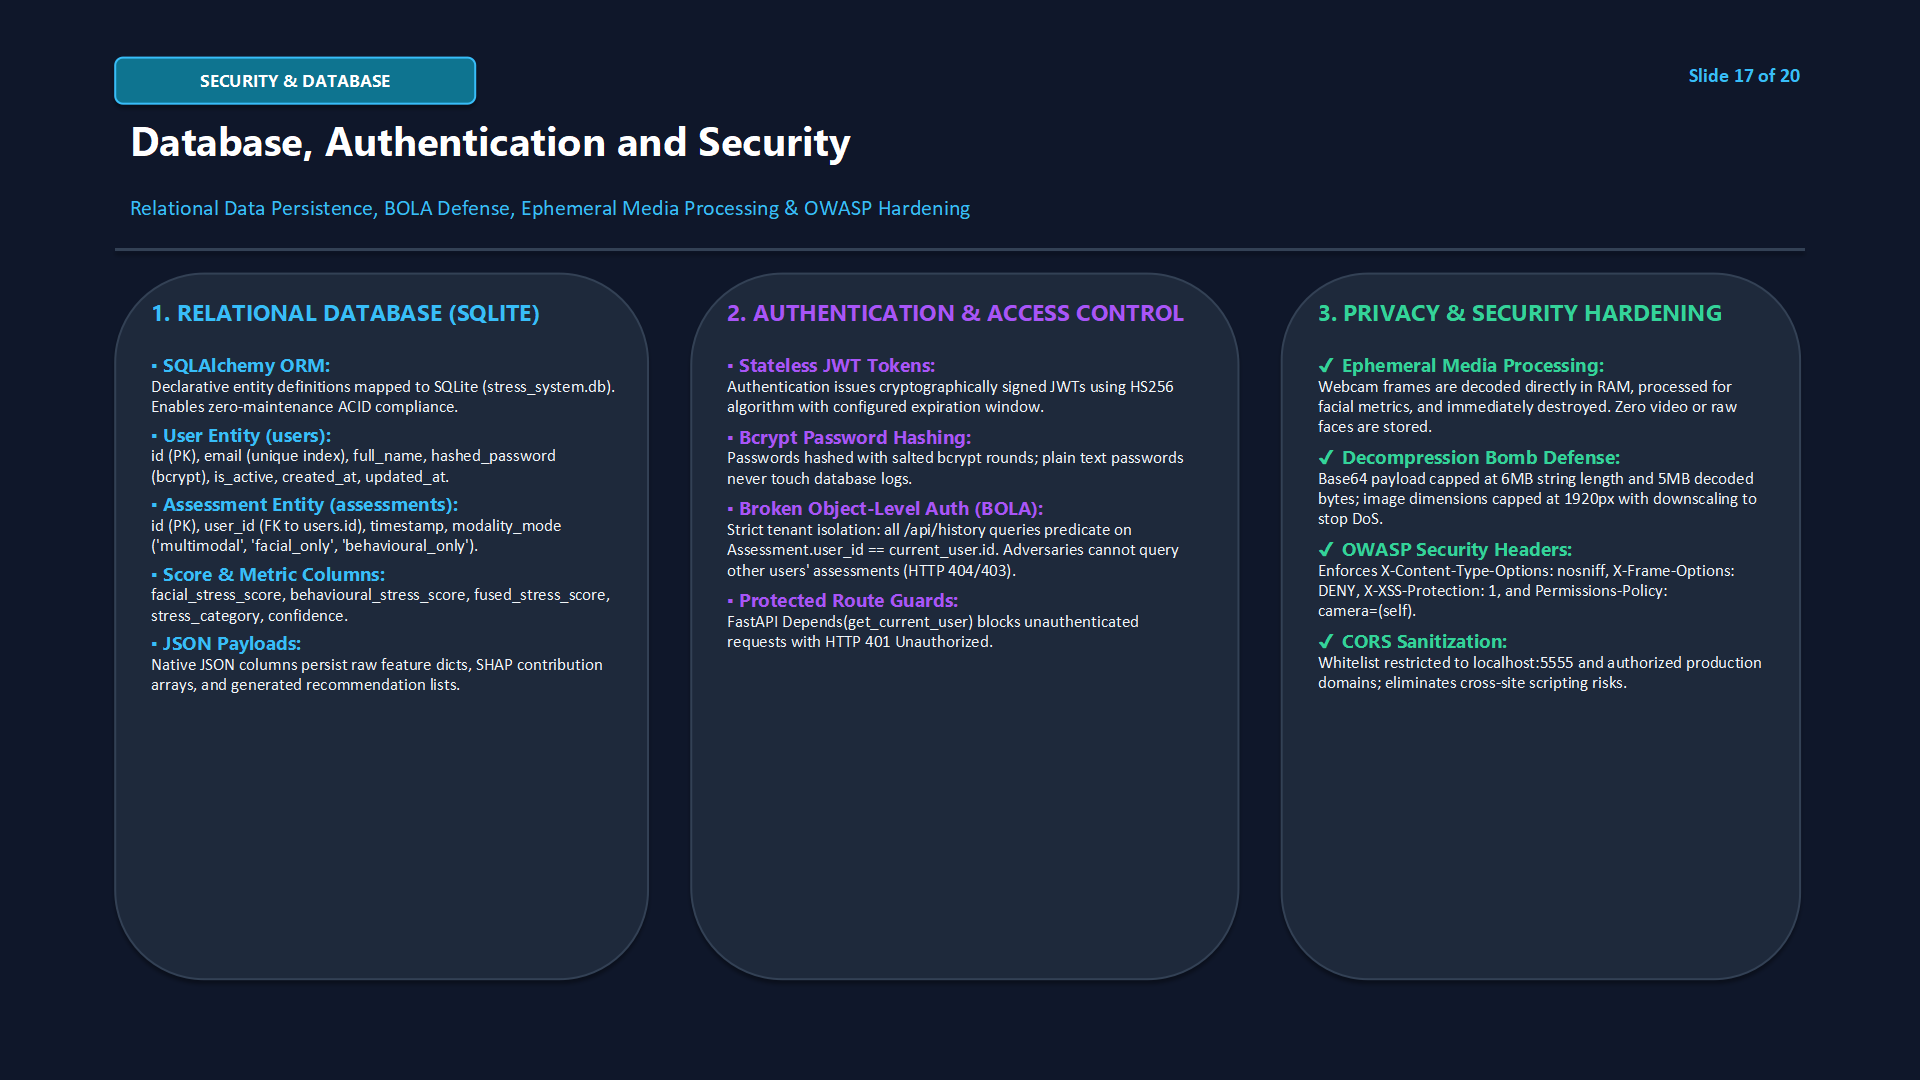 SECURITY & DATABASE
Slide 17 of 20
Database, Authentication and Security
Relational Data Persistence, BOLA Defense, Ephemeral Media Processing & OWASP Hardening
1. RELATIONAL DATABASE (SQLITE)
▪ SQLAlchemy ORM:
Declarative entity definitions mapped to SQLite (stress_system.db).
Enables zero-maintenance ACID compliance.
▪ User Entity (users):
id (PK), email (unique index), full_name, hashed_password
(bcrypt), is_active, created_at, updated_at.
▪ Assessment Entity (assessments):
id (PK), user_id (FK to users.id), timestamp, modality_mode
('multimodal', 'facial_only', 'behavioural_only').
▪ Score & Metric Columns:
facial_stress_score, behavioural_stress_score, fused_stress_score,
stress_category, confidence.
▪ JSON Payloads:
Native JSON columns persist raw feature dicts, SHAP contribution
arrays, and generated recommendation lists.
2. AUTHENTICATION & ACCESS CONTROL
▪ Stateless JWT Tokens:
Authentication issues cryptographically signed JWTs using HS256
algorithm with configured expiration window.
▪ Bcrypt Password Hashing:
Passwords hashed with salted bcrypt rounds; plain text passwords
never touch database logs.
▪ Broken Object-Level Auth (BOLA):
Strict tenant isolation: all /api/history queries predicate on
Assessment.user_id == current_user.id. Adversaries cannot query
other users' assessments (HTTP 404/403).
▪ Protected Route Guards:
FastAPI Depends(get_current_user) blocks unauthenticated
requests with HTTP 401 Unauthorized.
3. PRIVACY & SECURITY HARDENING
✓ Ephemeral Media Processing:
Webcam frames are decoded directly in RAM, processed for
facial metrics, and immediately destroyed. Zero video or raw
faces are stored.
✓ Decompression Bomb Defense:
Base64 payload capped at 6MB string length and 5MB decoded
bytes; image dimensions capped at 1920px with downscaling to
stop DoS.
✓ OWASP Security Headers:
Enforces X-Content-Type-Options: nosniff, X-Frame-Options:
DENY, X-XSS-Protection: 1, and Permissions-Policy:
camera=(self).
✓ CORS Sanitization:
Whitelist restricted to localhost:5555 and authorized production
domains; eliminates cross-site scripting risks.